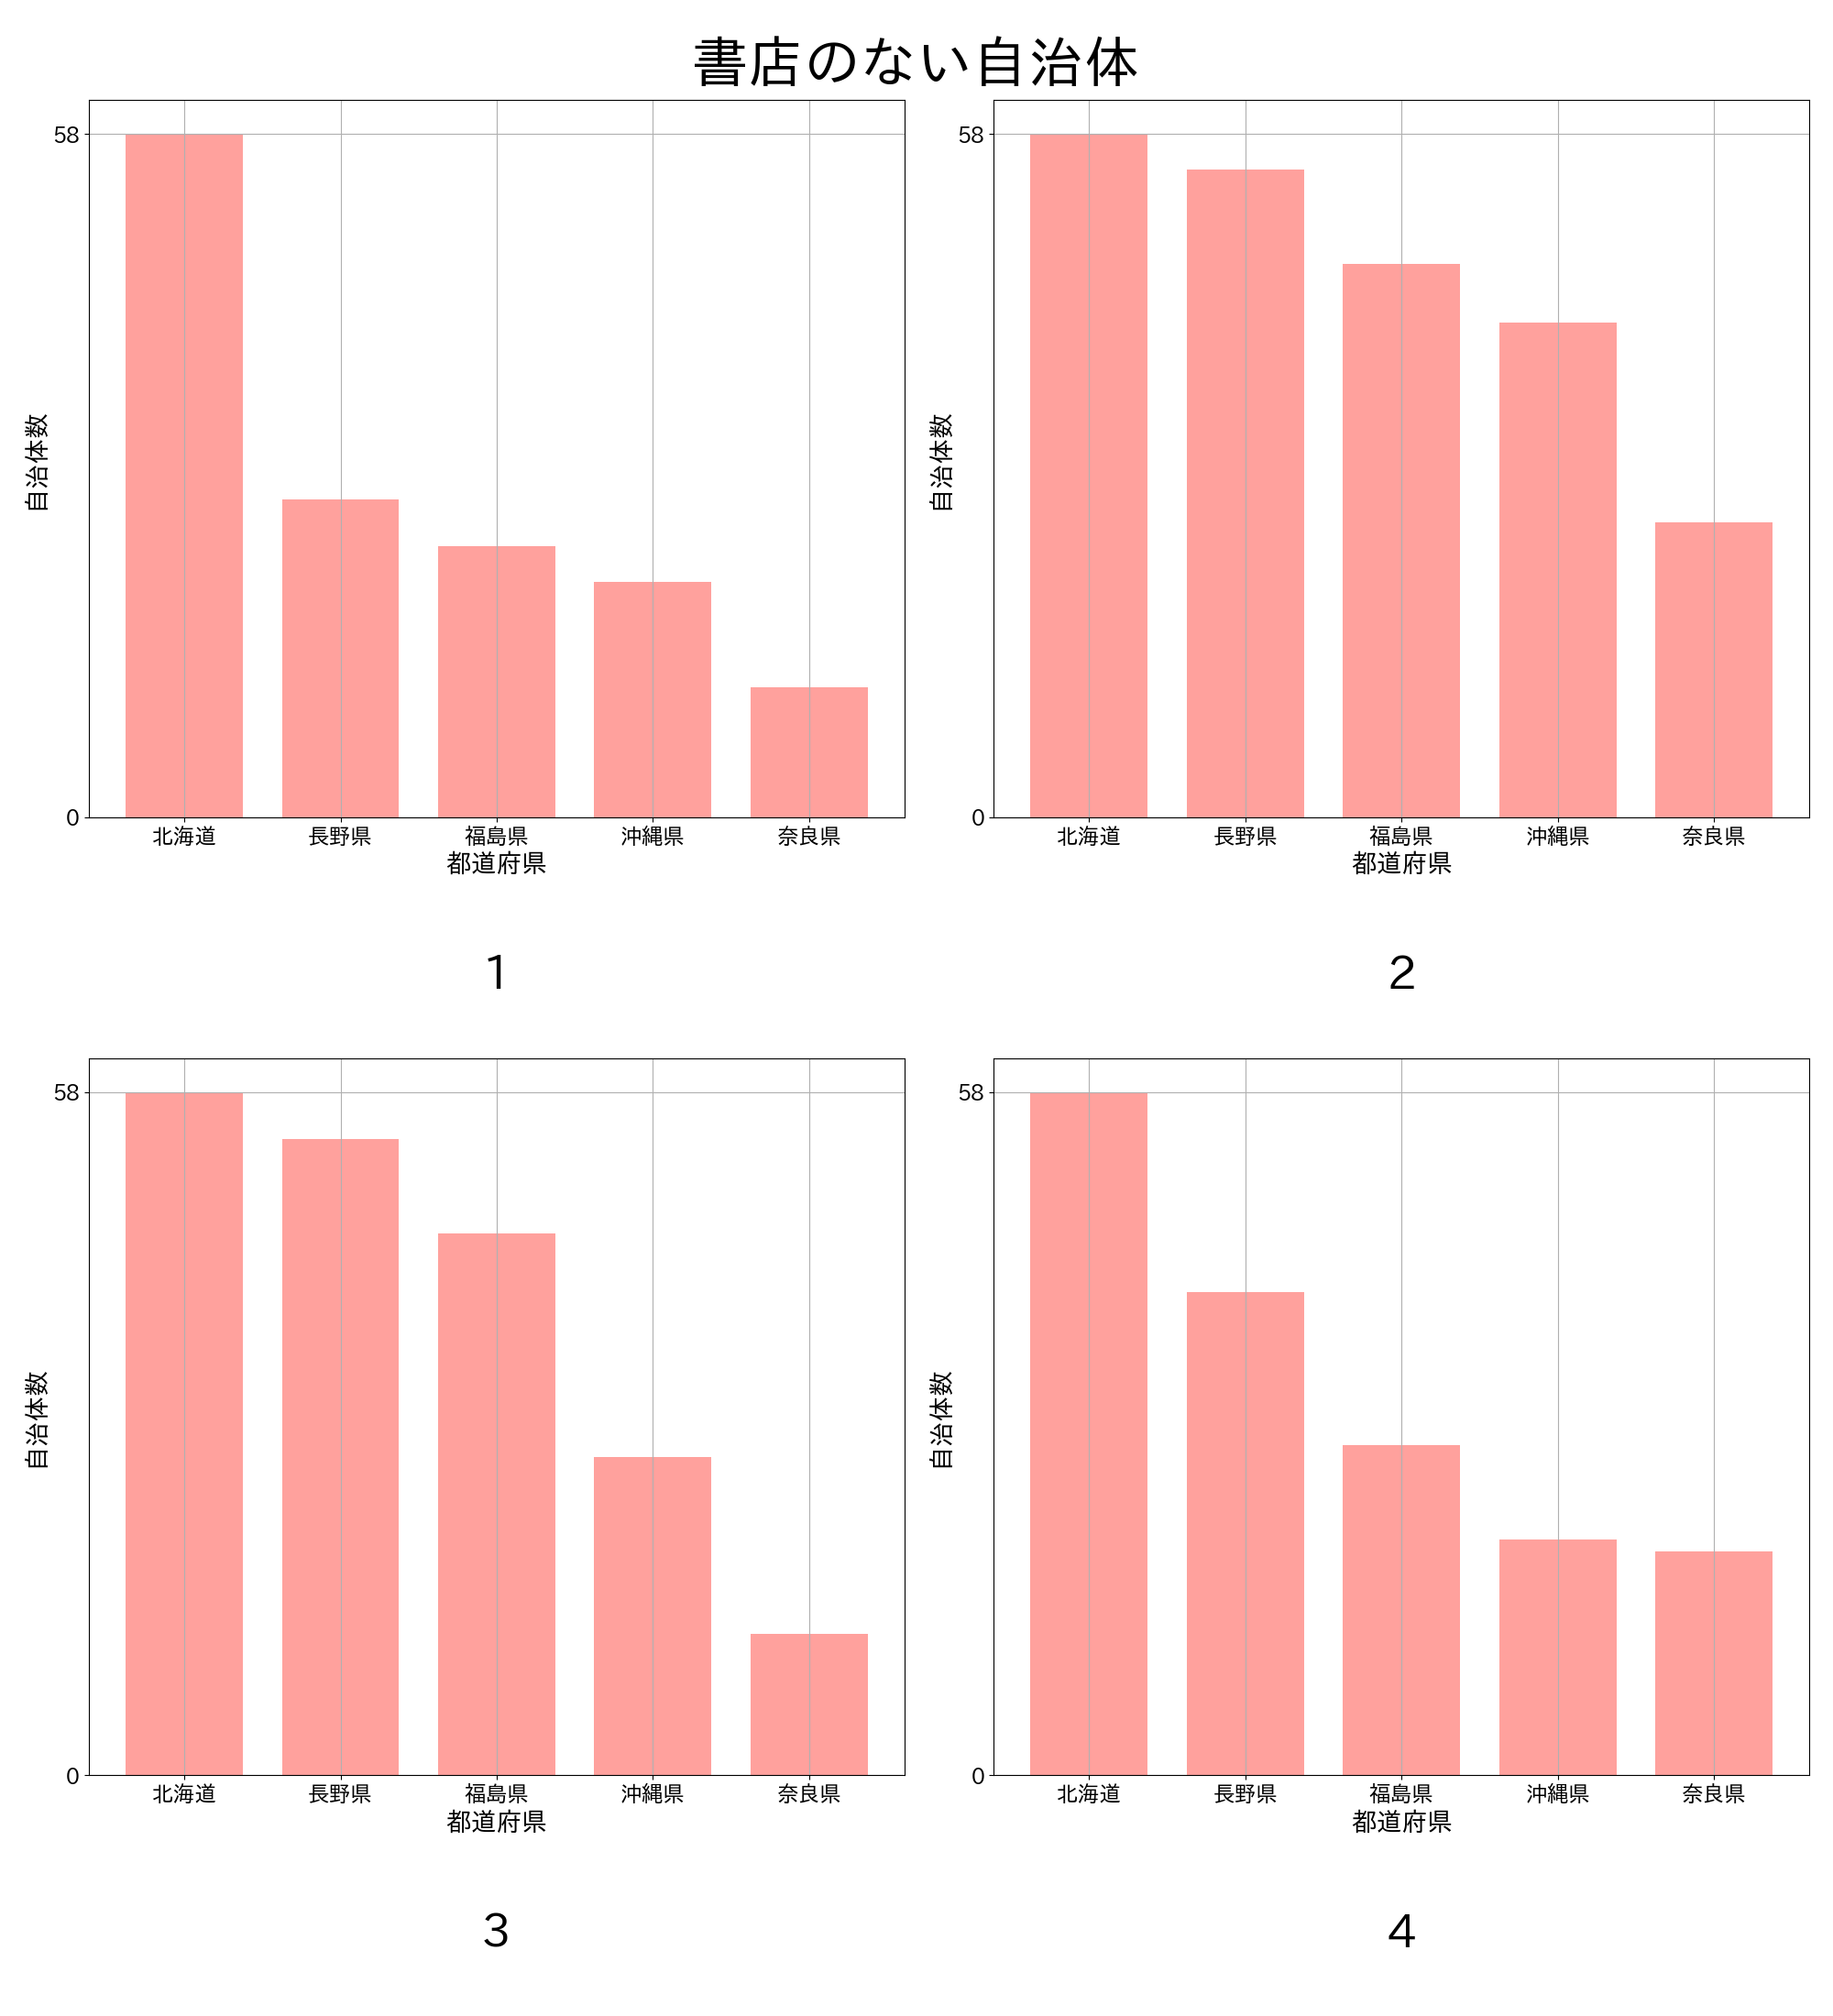 書店のない自治体
58
0
自治体数
北海道 長野県 福島県 沖縄県 奈良県
都道府県
1
58
0
自治体数
北海道 長野県 福島県 沖縄県 奈良県
都道府県
2
58
0
自治体数
北海道 長野県 福島県 沖縄県 奈良県
都道府県
3
58
0
自治体数
北海道 長野県 福島県 沖縄県 奈良県
都道府県
4